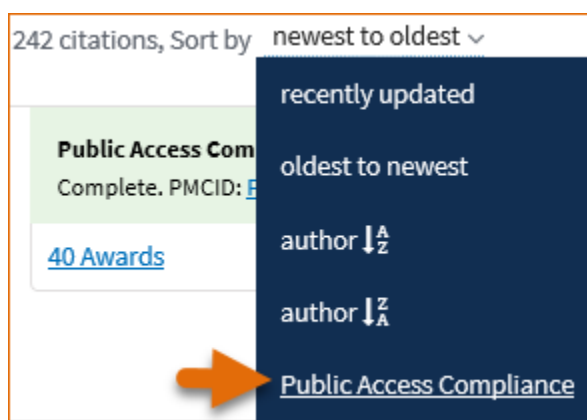 242 citations, Sort by newest to oldest
recently updated
Public Access Com
oldest to newest
Complete. PMCID:
author A Z
40 Awards
author Z A
Public Access Compliance